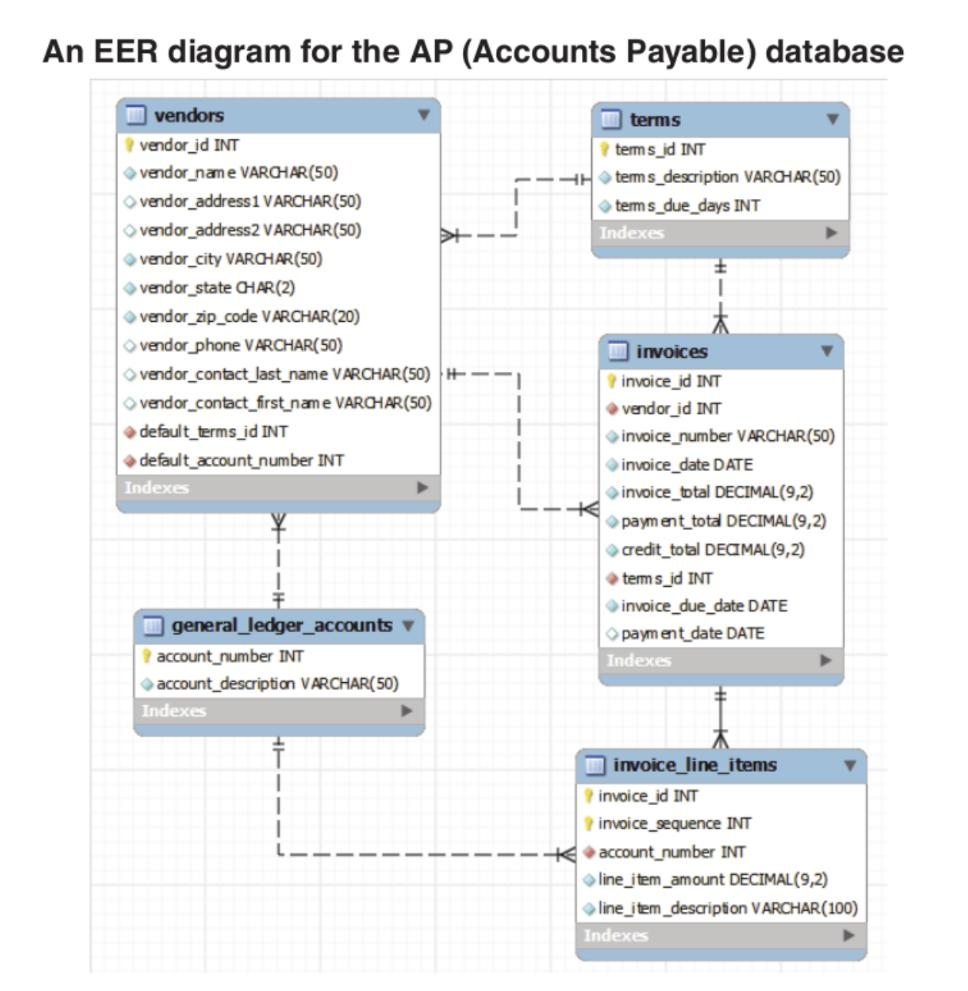 An EER diagram for the AP (Accounts Payable) database
vendors
vendor_id INT
vendor_name VARCHAR(50)
vendor_address1 VARCHAR(50)
vendor_address2 VARCHAR(50)
vendor_city VARCHAR(50)
vendor_state CHAR(2)
vendor_zip_code VARCHAR(20)
vendor_phone VARCHAR(50)
vendor_contact_last_name VARCHAR(50)
vendor_contact_first_name VARCHAR(50)
default_terms_id INT
default_account_number INT
Indexes
terms
terms_id INT
terms_description VARCHAR(50)
terms_due_days INT
Indexes
invoices
invoice_id INT
vendor_id INT
invoice_number VARCHAR(50)
invoice_date DATE
invoice_total DECIMAL(9,2)
payment_total DECIMAL(9,2)
credit_total DECIMAL(9,2)
terms_id INT
invoice_due_date DATE
payment_date DATE
Indexes
general_ledger_accounts
account_number INT
account_description VARCHAR(50)
Indexes
invoice_line_items
invoice_id INT
invoice_sequence INT
account_number INT
line_item_amount DECIMAL(9,2)
line_item_description VARCHAR(100)
Indexes